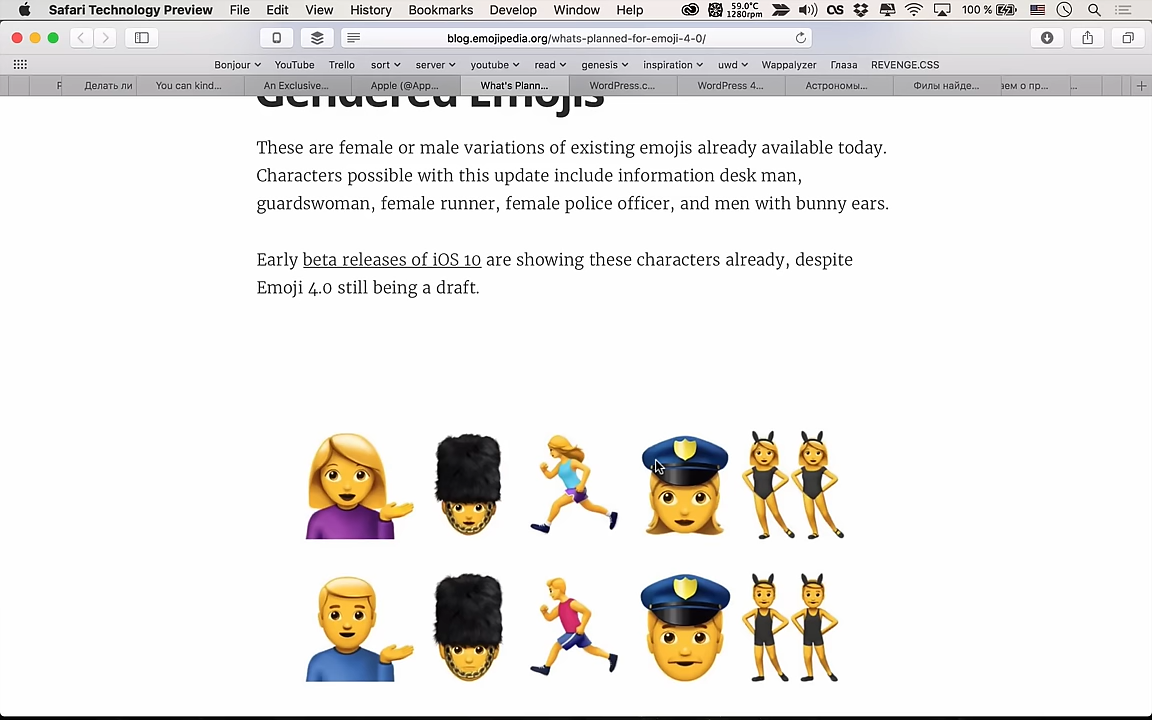 Safari Technology Preview File Edit View History Bookmarks Develop Window Help 59.0°C 1280rpm 100 %
blog.emojipedia.org/whats-planned-for-emoji-4-0/
Bonjour YouTube Trello sort server youtube read genesis inspiration uwd Wappalyzer Глаза REVENGE.CSS
Делать ли You can kind... An Exclusive... Apple (@App... What's Plann... WordPress.c... WordPress 4... Астрономы... Филы найде... аем о пр... ...
Gendered Emojis
These are female or male variations of existing emojis already available today.
Characters possible with this update include information desk man,
guardswoman, female runner, female police officer, and men with bunny ears.
Early beta releases of iOS 10 are showing these characters already, despite
Emoji 4.0 still being a draft.